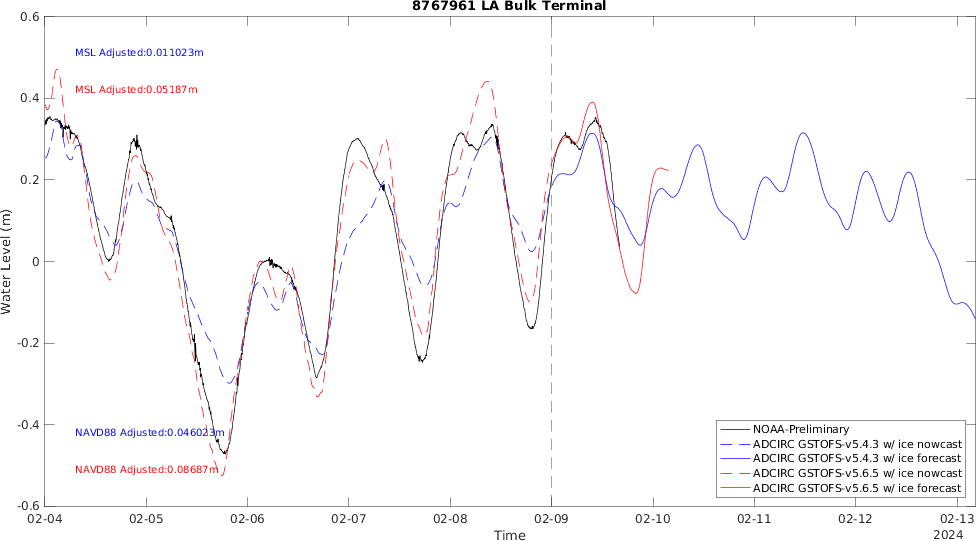 8767961 LA Bulk Terminal
0.6
0.4
0.2
0
-0.2
-0.4
-0.6
Water Level (m)
MSL Adjusted:0.011023m
MSL Adjusted:0.05187m
NAVD88 Adjusted:0.046023m
NAVD88 Adjusted:0.08687m
NOAA-Preliminary
ADCIRC GSTOFS-v5.4.3 w/ ice nowcast
ADCIRC GSTOFS-v5.4.3 w/ ice forecast
ADCIRC GSTOFS-v5.6.5 w/ ice nowcast
ADCIRC GSTOFS-v5.6.5 w/ ice forecast
02-04 02-05 02-06 02-07 02-08 02-09 02-10 02-11 02-12 02-13
Time
2024